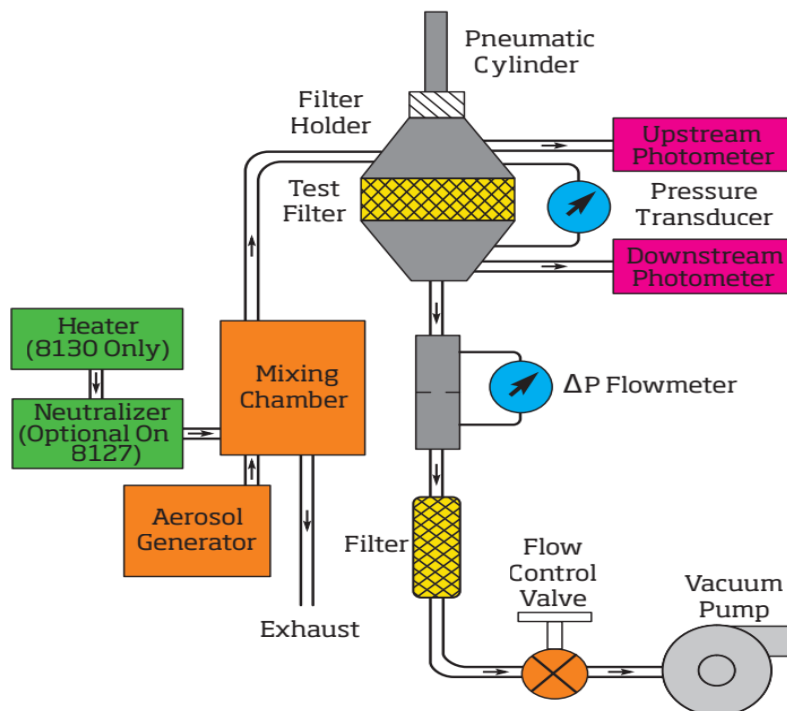 Pneumatic
Cylinder
Filter
Holder
Upstream
Photometer
Test
Filter
Pressure
Transducer
Downstream
Photometer
Heater
(8130 Only)
Mixing
Chamber
ΔP Flowmeter
Neutralizer
(Optional On
8127)
Aerosol
Generator
Filter
Flow
Control
Valve
Vacuum
Pump
Exhaust